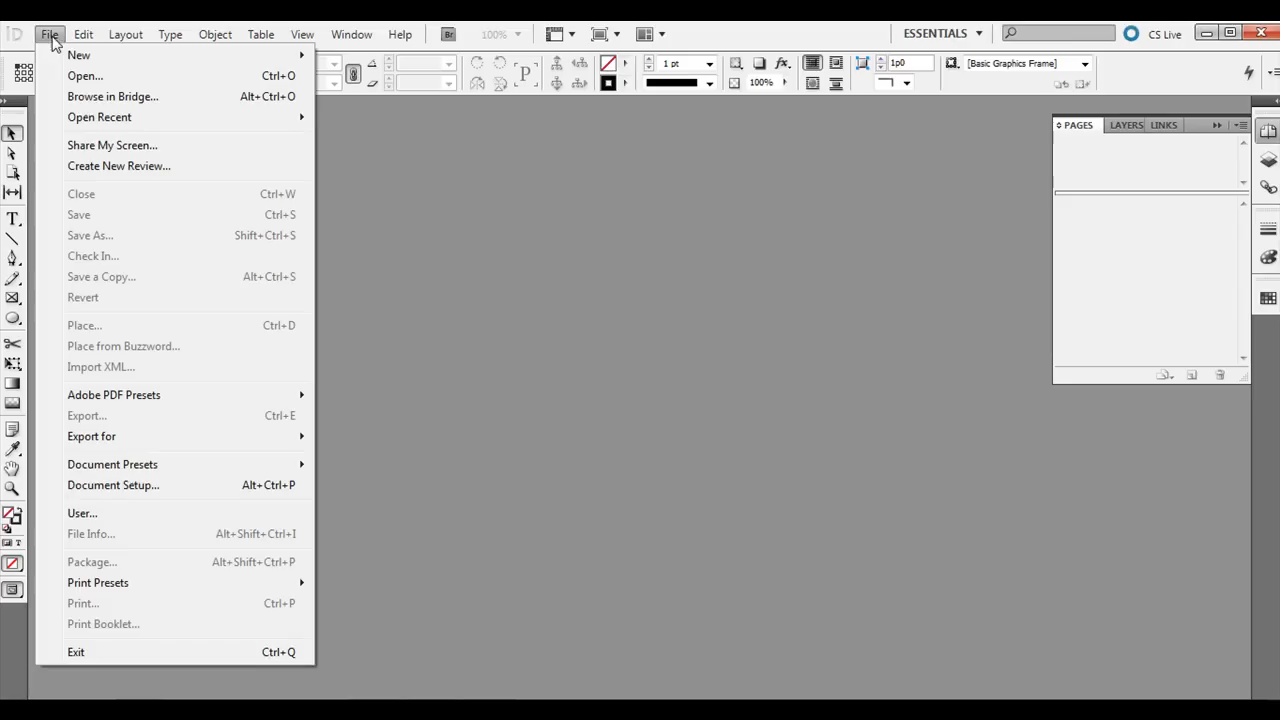 ID File Edit Layout Type Object Table View Window Help Br 100% ESSENTIALS CS Live
1 pt 1p0 [Basic Graphics Frame]
P 100% fx.
New
Open... Ctrl+O
Browse in Bridge... Alt+Ctrl+O
Open Recent
Share My Screen...
Create New Review...
Close Ctrl+W
Save Ctrl+S
Save As... Shift+Ctrl+S
Check In...
Save a Copy... Alt+Ctrl+S
Revert
Place... Ctrl+D
Place from Buzzword...
Import XML...
Adobe PDF Presets
Export... Ctrl+E
Export for
Document Presets
Document Setup... Alt+Ctrl+P
User...
File Info... Alt+Shift+Ctrl+I
Package... Alt+Shift+Ctrl+P
Print Presets
Print... Ctrl+P
Print Booklet...
Exit Ctrl+Q
PAGES LAYERS LINKS
T
T